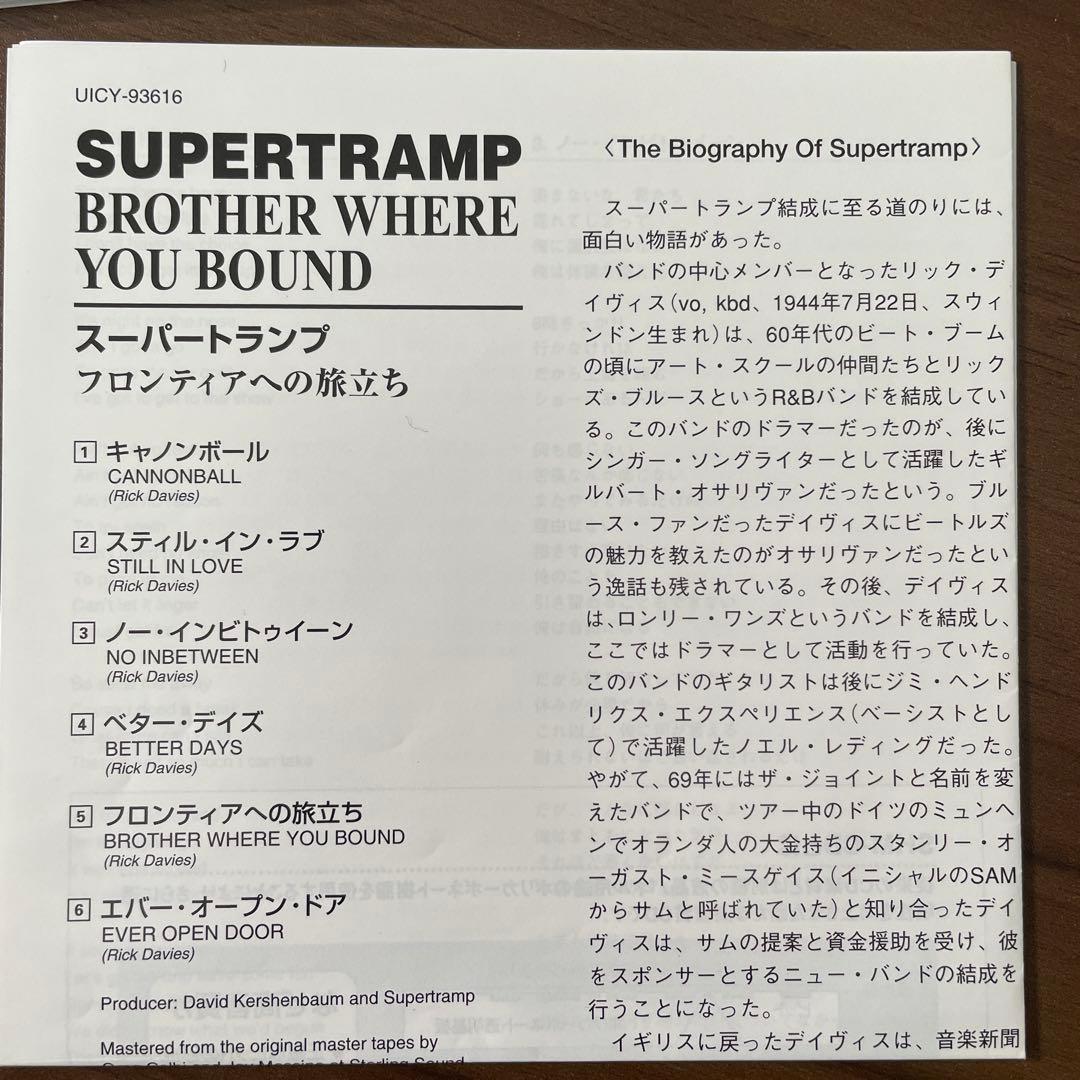 UICY-93616
SUPERTRAMP
BROTHER WHERE
YOU BOUND
スーパートランプ
フロンティアへの旅立ち
1 キャノンボール
CANNONBALL
(Rick Davies)
2 スティル・イン・ラブ
STILL IN LOVE
(Rick Davies)
3 ノー・インビトゥイーン
NO INBETWEEN
(Rick Davies)
4 ベター・デイズ
BETTER DAYS
(Rick Davies)
5 フロンティアへの旅立ち
BROTHER WHERE YOU BOUND
(Rick Davies)
6 エバー・オープン・ドア
EVER OPEN DOOR
(Rick Davies)
Producer: David Kershenbaum and Supertramp
Mastered from the original master tapes by
〈The Biography Of Supertramp〉
スーパートランプ結成に至る道のりには、
面白い物語があった。
バンドの中心メンバーとなったリック・デ
イヴィス(vo, kbd、1944年7月22日、スウィ
ンドン生まれ)は、60年代のビート・ブーム
の頃にアート・スクールの仲間たちとリック
ズ・ブルースというR&Bバンドを結成してい
る。このバンドのドラマーだったのが、後に
シンガー・ソングライターとして活躍したギ
ルバート・オサリヴァンだったという。ブル
ース・ファンだったデイヴィスにビートルズ
の魅力を教えたのがオサリヴァンだったとい
う逸話も残されている。その後、デイヴィス
は、ロンリー・ワンズというバンドを結成し、
ここではドラマーとして活動を行っていた。
このバンドのギタリストは後にジミ・ヘンド
リクス・エクスペリエンス(ベーシストとし
て)で活躍したノエル・レディングだった。
やがて、69年にはザ・ジョイントと名前を変
えたバンドで、ツアー中のドイツのミュンヘ
ンでオランダ人の大金持ちのスタンリー・オ
ーガスト・ミースゲイス(イニシャルのSAM
からサムと呼ばれていた)と知り合ったデイ
ヴィスは、サムの提案と資金援助を受け、彼
をスポンサーとするニュー・バンドの結成を
行うことになった。
イギリスに戻ったデイヴィスは、音楽新聞